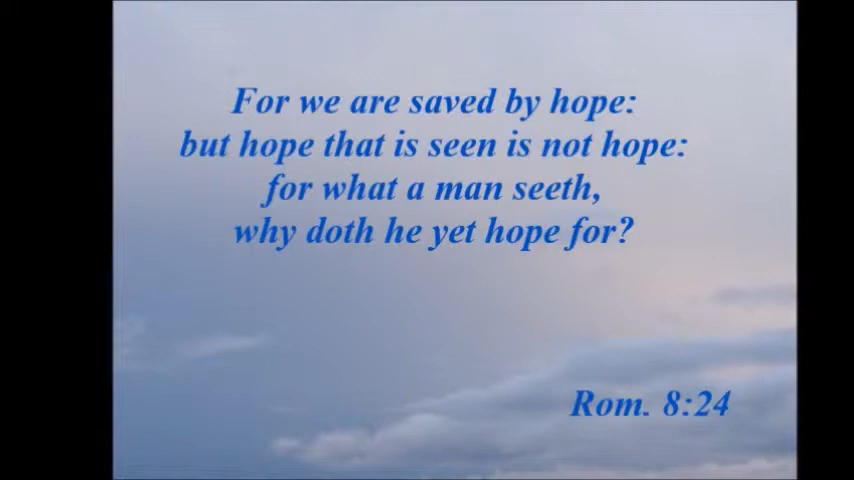 For we are saved by hope:
but hope that is seen is not hope:
for what a man seeth,
why doth he yet hope for?
Rom. 8:24